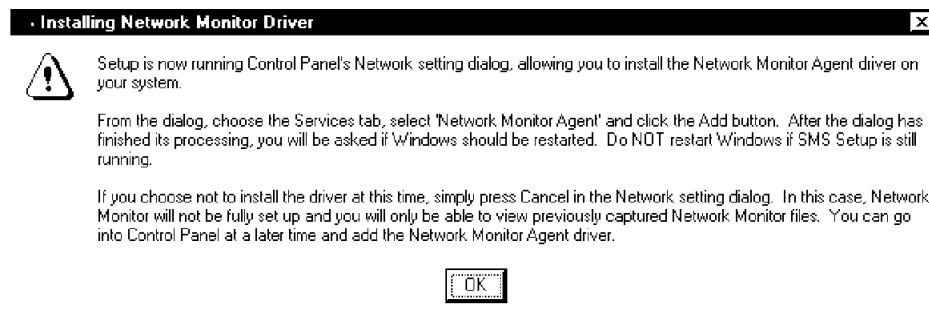 · Installing Network Monitor Driver
Setup is now running Control Panel's Network setting dialog, allowing you to install the Network Monitor Agent driver on
your system.
From the dialog, choose the Services tab, select 'Network Monitor Agent' and click the Add button. After the dialog has
finished its processing, you will be asked if Windows should be restarted. Do NOT restart Windows if SMS Setup is still
running.
If you choose not to install the driver at this time, simply press Cancel in the Network setting dialog. In this case, Network
Monitor will not be fully set up and you will only be able to view previously captured Network Monitor files. You can go
into Control Panel at a later time and add the Network Monitor Agent driver.
OK